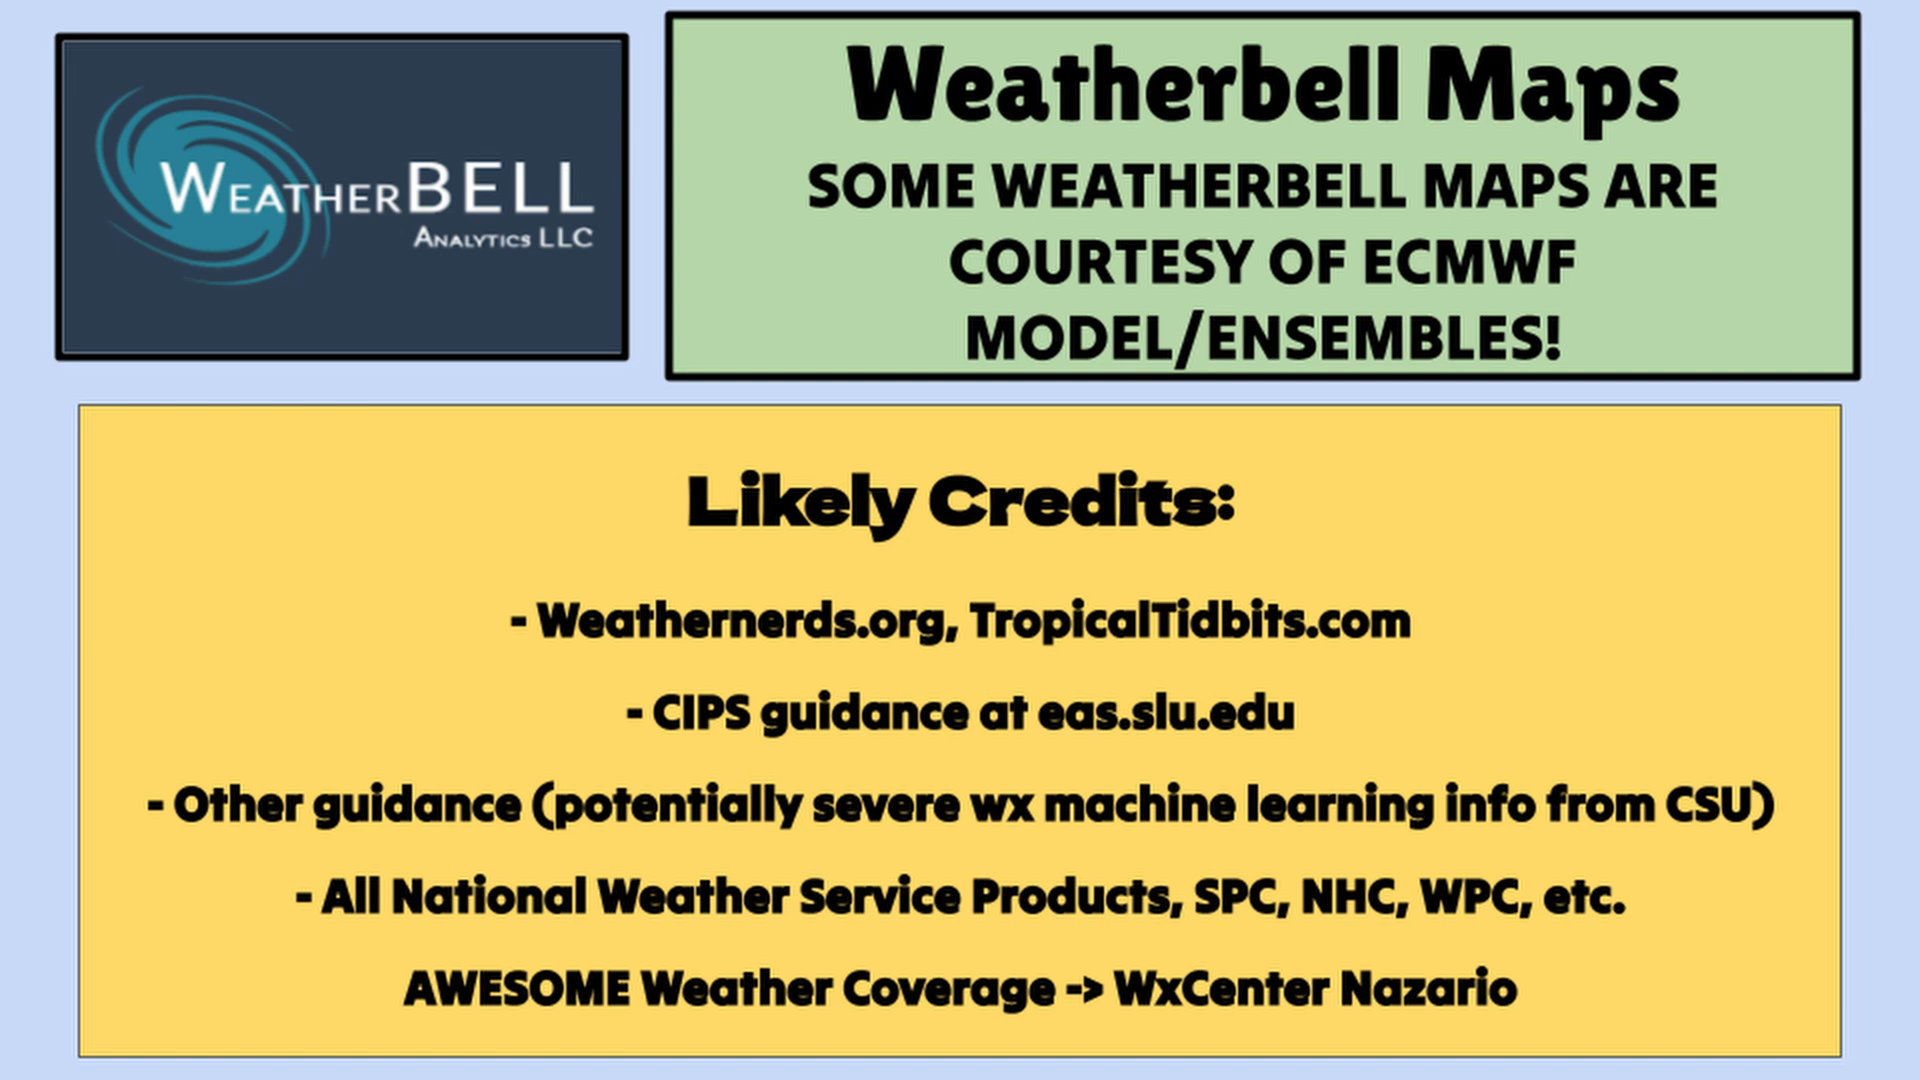 WEATHERBELL
ANALYTICS LLC
Weatherbell Maps
SOME WEATHERBELL MAPS ARE
COURTESY OF ECMWF
MODEL/ENSEMBLES!
Likely Credits:
- Weathernerds.org, TropicalTidbits.com
- CIPS guidance at eas.slu.edu
- Other guidance (potentially severe wx machine learning info from CSU)
- All National Weather Service Products, SPC, NHC, WPC, etc.
AWESOME Weather Coverage -> WxCenter Nazario